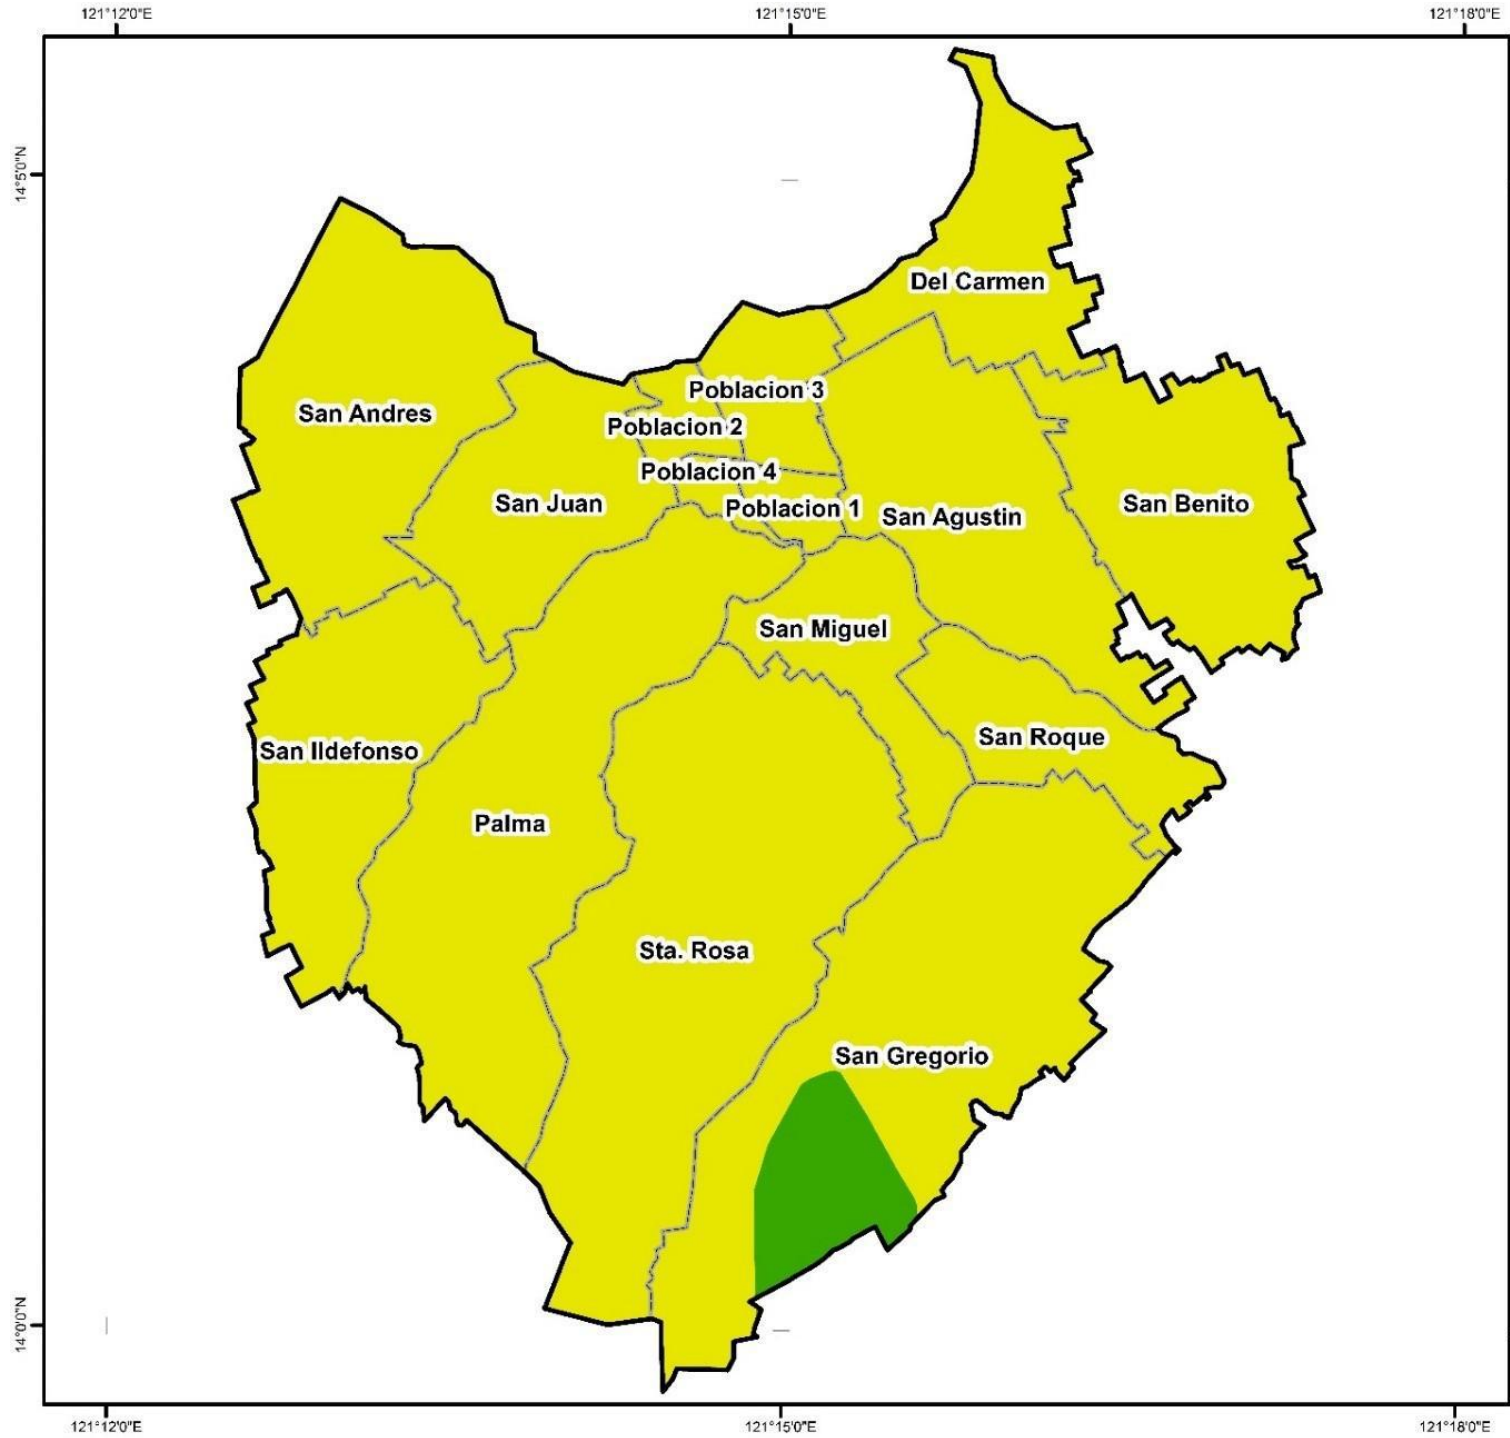 121°12'0"E
121°15'0"E
121°18'0"E
14°5'0"N
Del Carmen
Poblacion 3
San Andres
Poblacion 2
Poblacion 4
San Juan
Poblacion 1
San Agustin
San Benito
San Miguel
San Roque
San Ildefonso
Palma
Sta. Rosa
San Gregorio
14°0'0"N
121°12'0"E
121°15'0"E
121°18'0"E